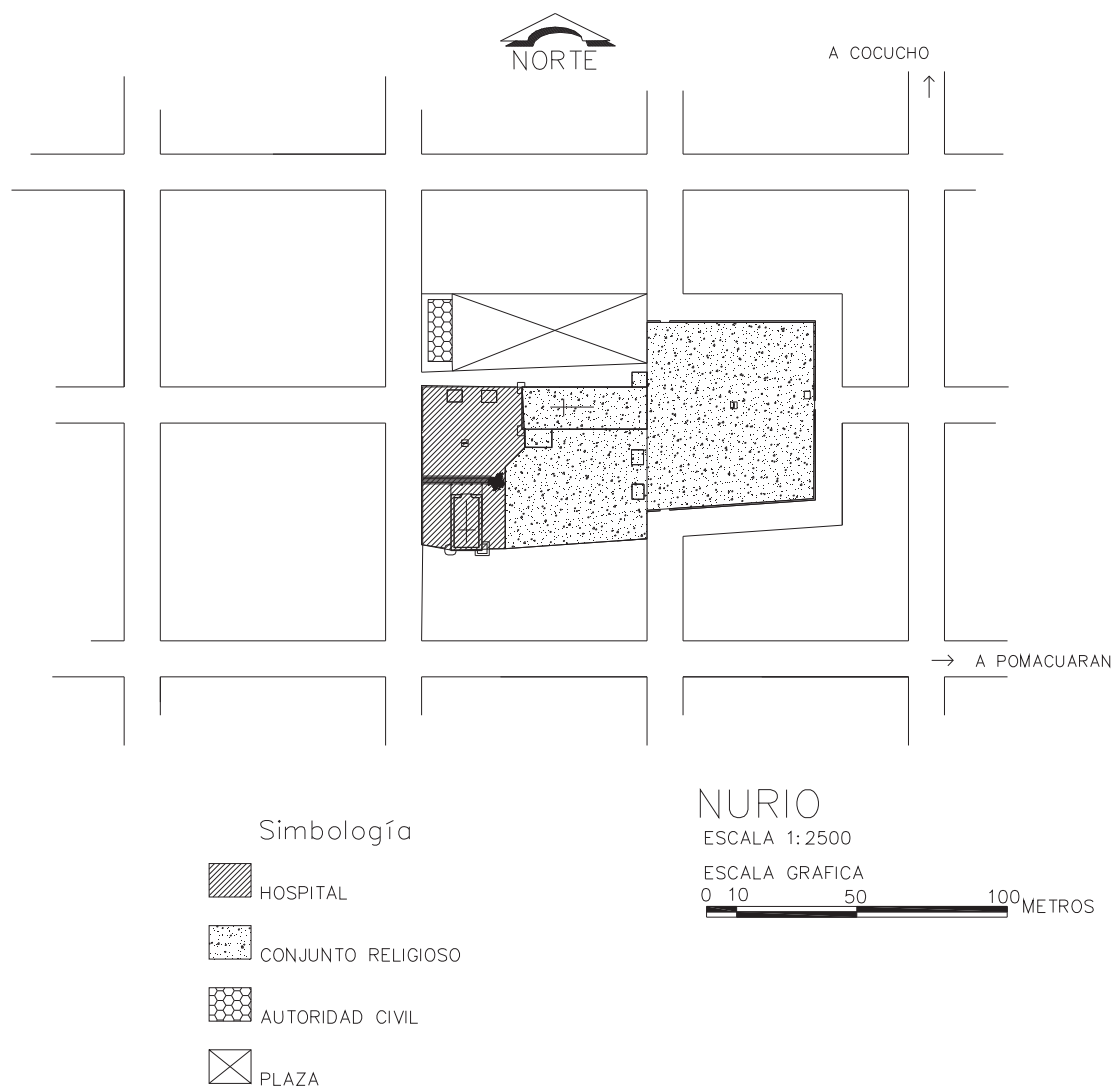 NORTE
A COCUCHO
A POMACUARAN
Simbología
HOSPITAL
CONJUNTO RELIGIOSO
AUTORIDAD CIVIL
PLAZA
NURIO
ESCALA 1:2500
ESCALA GRAFICA
0 10 50 100 METROS